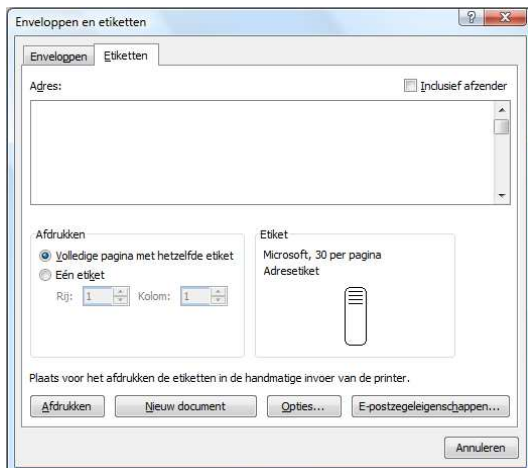 Enveloppen en etiketten
Enveloppen Etiketten
Adres: Inclusief afzender
Afdrukken
Volledige pagina met hetzelfde etiket
Eén etiket
Rij: 1 Kolom: 1
Etiket
Microsoft, 30 per pagina
Adresetiket
Plaats voor het afdrukken de etiketten in de handmatige invoer van de printer.
Afdrukken Nieuw document Opties... E-postzegeleigenschappen...
Annuleren